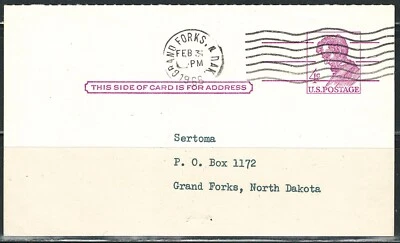 GRAND FORKS, N. DAK.
FEB 3
PM
1966
4¢
U.S. POSTAGE
THIS SIDE OF CARD IS FOR ADDRESS
Sertoma
P. O. Box 1172
Grand Forks, North Dakota